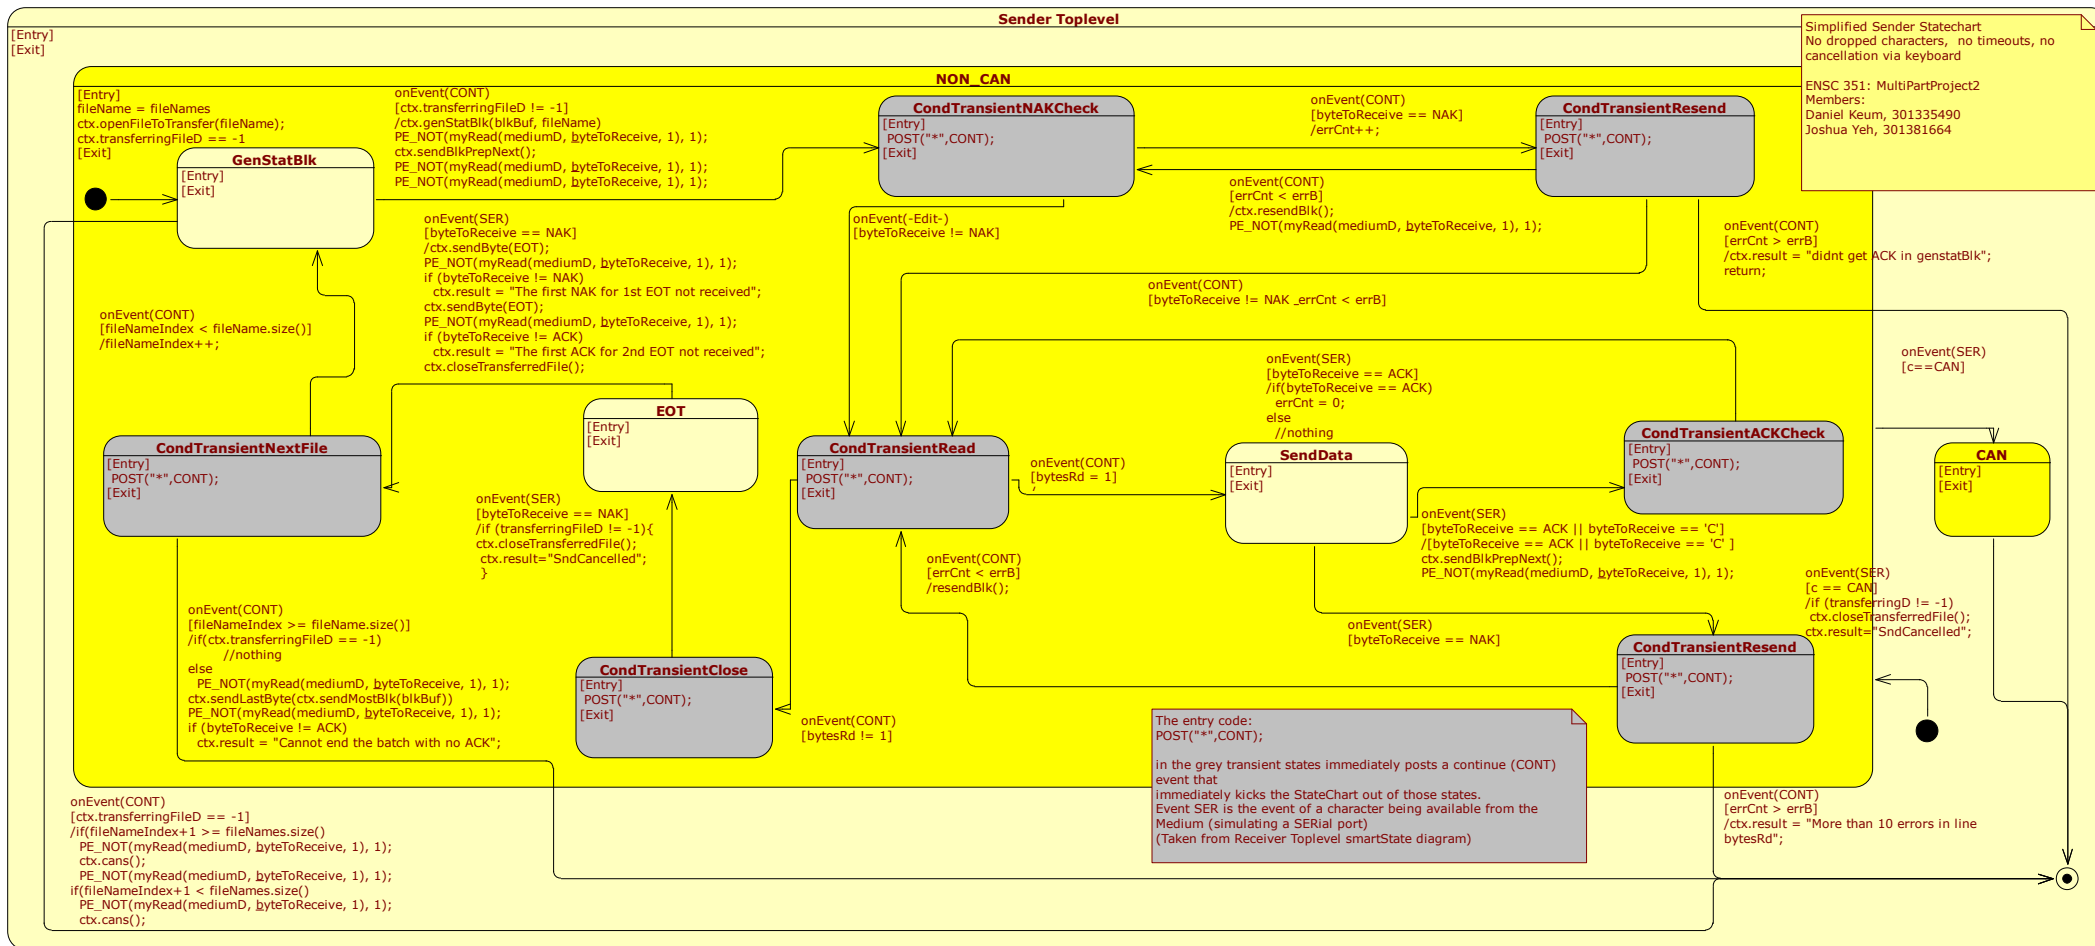 Sender Toplevel
[Entry]
[Exit]
Simplified Sender Statechart
No dropped characters,  no timeouts, no
cancellation via keyboard
ENSC 351: MultiPartProject2
Members:
Daniel Keum, 301335490
Joshua Yeh, 301381664
NON_CAN
[Entry]
fileName = fileNames
ctx.openFileToTransfer(fileName);
ctx.transferringFileD == -1
[Exit]
GenStatBlk
[Entry]
[Exit]
onEvent(CONT)
[ctx.transferringFileD != -1]
/ctx.genStatBlk(blkBuf, fileName)
PE_NOT(myRead(mediumD, byteToReceive, 1), 1);
ctx.sendBlkPrepNext();
PE_NOT(myRead(mediumD, byteToReceive, 1), 1);
PE_NOT(myRead(mediumD, byteToReceive, 1), 1);
CondTransientNAKCheck
[Entry]
POST("*",CONT);
[Exit]
onEvent(CONT)
[byteToReceive == NAK]
/errCnt++;
CondTransientResend
[Entry]
POST("*",CONT);
[Exit]
onEvent(CONT)
[errCnt < errB]
/ctx.resendBlk();
PE_NOT(myRead(mediumD, byteToReceive, 1), 1);
onEvent(-Edit-)
[byteToReceive != NAK]
onEvent(CONT)
[errCnt > errB]
/ctx.result = "didnt get ACK in genstatBlk";
return;
onEvent(SER)
[byteToReceive == NAK]
/ctx.sendByte(EOT);
PE_NOT(myRead(mediumD, byteToReceive, 1), 1);
if (byteToReceive != NAK)
ctx.result = "The first NAK for 1st EOT not received";
ctx.sendByte(EOT);
PE_NOT(myRead(mediumD, byteToReceive, 1), 1);
if (byteToReceive != ACK)
ctx.result = "The first ACK for 2nd EOT not received";
ctx.closeTransferredFile();
onEvent(CONT)
[byteToReceive != NAK _errCnt < errB]
onEvent(CONT)
[fileNameIndex < fileName.size()]
/fileNameIndex++;
onEvent(SER)
[byteToReceive == ACK]
/if(byteToReceive == ACK)
errCnt = 0;
else
//nothing
onEvent(SER)
[c==CAN]
EOT
[Entry]
[Exit]
CondTransientNextFile
[Entry]
POST("*",CONT);
[Exit]
CondTransientRead
[Entry]
POST("*",CONT);
[Exit]
onEvent(CONT)
[bytesRd = 1]
/
SendData
[Entry]
[Exit]
CondTransientACKCheck
[Entry]
POST("*",CONT);
[Exit]
CAN
[Entry]
[Exit]
onEvent(SER)
[byteToReceive == NAK]
/if (transferringFileD != -1){
ctx.closeTransferredFile();
ctx.result="SndCancelled";
}
onEvent(SER)
[byteToReceive == ACK || byteToReceive == 'C']
/[byteToReceive == ACK || byteToReceive == 'C' ]
ctx.sendBlkPrepNext();
PE_NOT(myRead(mediumD, byteToReceive, 1), 1);
onEvent(CONT)
[errCnt < errB]
/resendBlk();
onEvent(SER)
[c == CAN]
/if (transferringD != -1)
ctx.closeTransferredFile();
ctx.result="SndCancelled";
onEvent(CONT)
[fileNameIndex >= fileName.size()]
/if(ctx.transferringFileD == -1)
//nothing
else
PE_NOT(myRead(mediumD, byteToReceive, 1), 1);
ctx.sendLastByte(ctx.sendMostBlk(blkBuf))
PE_NOT(myRead(mediumD, byteToReceive, 1), 1);
if (byteToReceive != ACK)
ctx.result = "Cannot end the batch with no ACK";
onEvent(SER)
[byteToReceive == NAK]
CondTransientClose
[Entry]
POST("*",CONT);
[Exit]
CondTransientResend
[Entry]
POST("*",CONT);
[Exit]
onEvent(CONT)
[bytesRd != 1]
The entry code:
POST("*",CONT);
in the grey transient states immediately posts a continue (CONT)
event that
immediately kicks the StateChart out of those states.
Event SER is the event of a character being available from the
Medium (simulating a SERial port)
(Taken from Receiver Toplevel smartState diagram)
onEvent(CONT)
[errCnt > errB]
/ctx.result = "More than 10 errors in line
bytesRd";
onEvent(CONT)
[ctx.transferringFileD == -1]
/if(fileNameIndex+1 >= fileNames.size()
PE_NOT(myRead(mediumD, byteToReceive, 1), 1);
ctx.cans();
PE_NOT(myRead(mediumD, byteToReceive, 1), 1);
if(fileNameIndex+1 < fileNames.size()
PE_NOT(myRead(mediumD, byteToReceive, 1), 1);
ctx.cans();